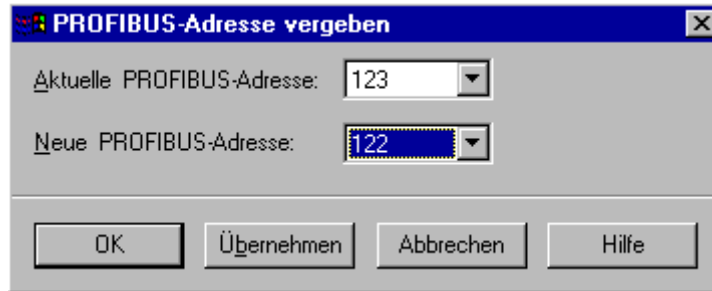 PROFIBUS-Adresse vergeben
Aktuelle PROFIBUS-Adresse: 123
Neue PROFIBUS-Adresse: 122
OK Übernehmen Abbrechen Hilfe